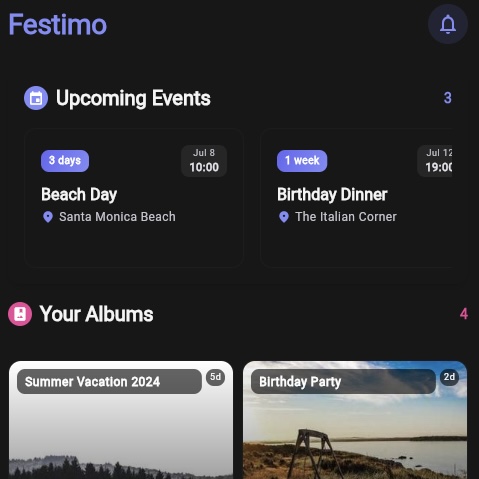 Festimo
Upcoming Events
3
3 days
Jul 8
10:00
Beach Day
Santa Monica Beach
1 week
Jul 12
19:00
Birthday Dinner
The Italian Corner
Your Albums
4
Summer Vacation 2024
5d
Birthday Party
2d